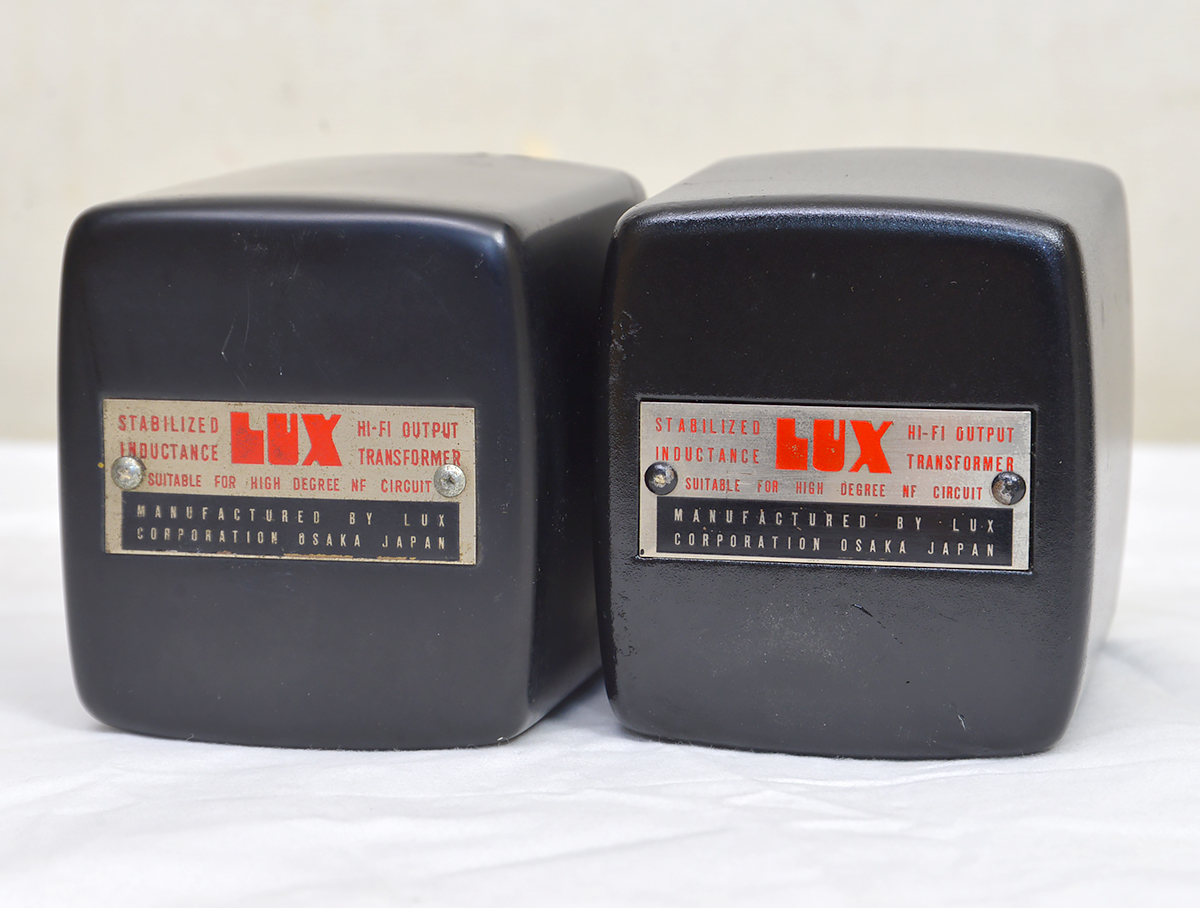 STABILIZED LUX HI-FI OUTPUT
INDUCTANCE TRANSFORMER
SUITABLE FOR HIGH DEGREE NF CIRCUIT
MANUFACTURED BY LUX
CORPORATION OSAKA JAPAN
STABILIZED LUX HI-FI OUTPUT
INDUCTANCE TRANSFORMER
SUITABLE FOR HIGH DEGREE NF CIRCUIT
MANUFACTURED BY LUX
CORPORATION OSAKA JAPAN